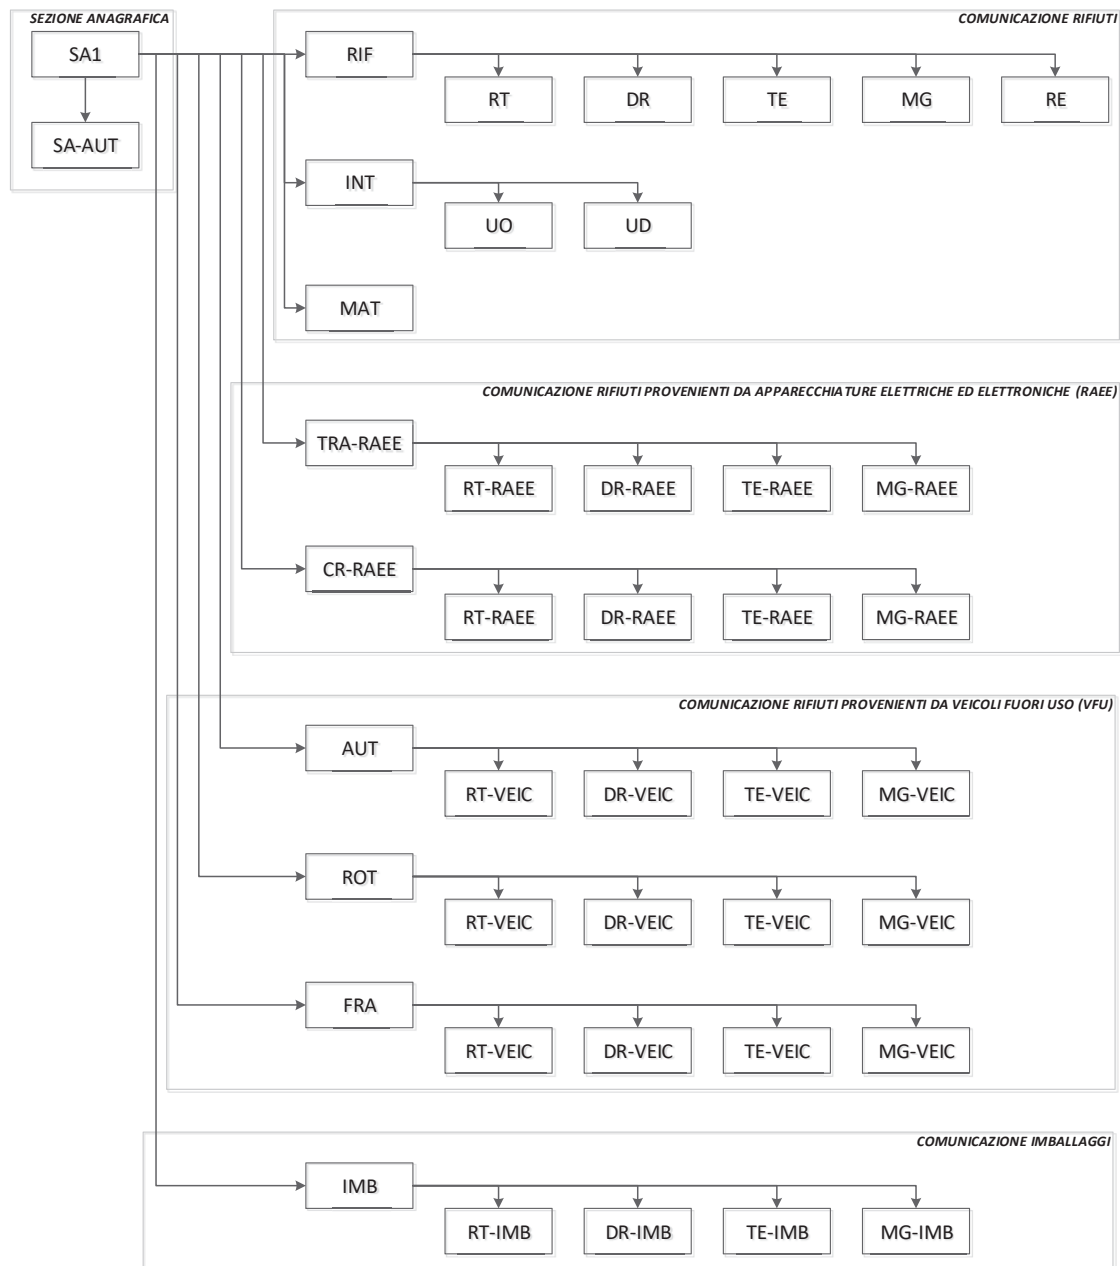 SEZIONE ANAGRAFICA
SA1
SA-AUT
COMUNICAZIONE RIFIUTI
RIF
RT DR TE MG RE
INT
UO UD
MAT
COMUNICAZIONE RIFIUTI PROVENIENTI DA APPARECCHIATURE ELETTRICHE ED ELETTRONICHE (RAEE)
TRA-RAEE
RT-RAEE DR-RAEE TE-RAEE MG-RAEE
CR-RAEE
RT-RAEE DR-RAEE TE-RAEE MG-RAEE
COMUNICAZIONE RIFIUTI PROVENIENTI DA VEICOLI FUORI USO (VFU)
AUT
RT-VEIC DR-VEIC TE-VEIC MG-VEIC
ROT
RT-VEIC DR-VEIC TE-VEIC MG-VEIC
FRA
RT-VEIC DR-VEIC TE-VEIC MG-VEIC
COMUNICAZIONE IMBALLAGGI
IMB
RT-IMB DR-IMB TE-IMB MG-IMB